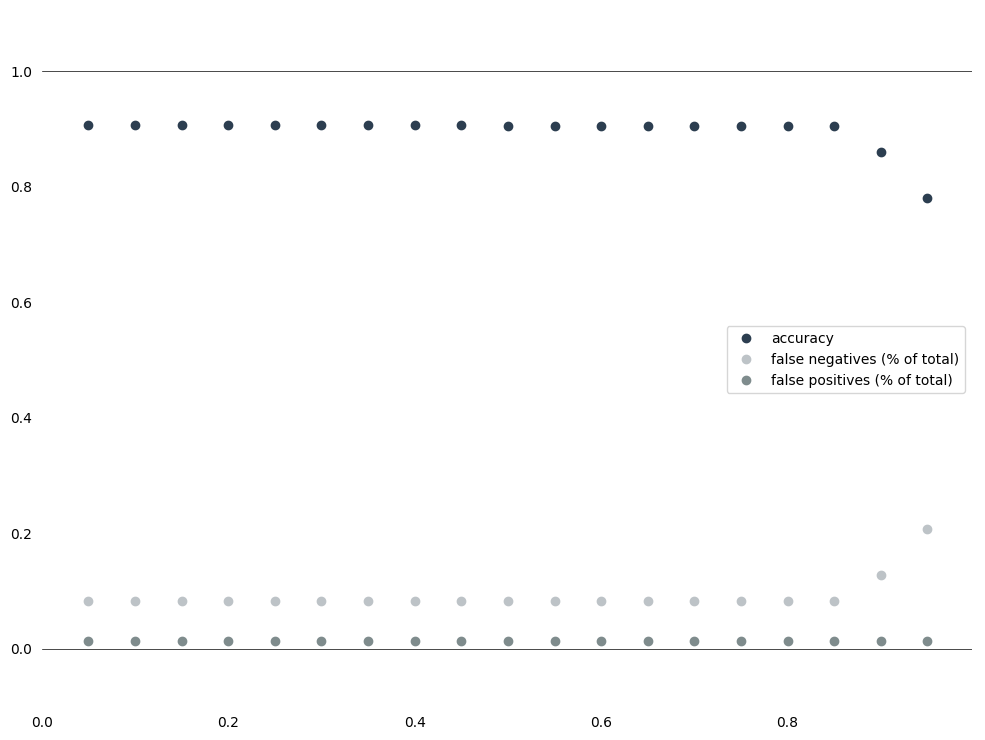 1.0
0.8
0.6
accuracy
false negatives (% of total)
false positives (% of total)
0.4
0.2
0.0
0.0 0.2 0.4 0.6 0.8